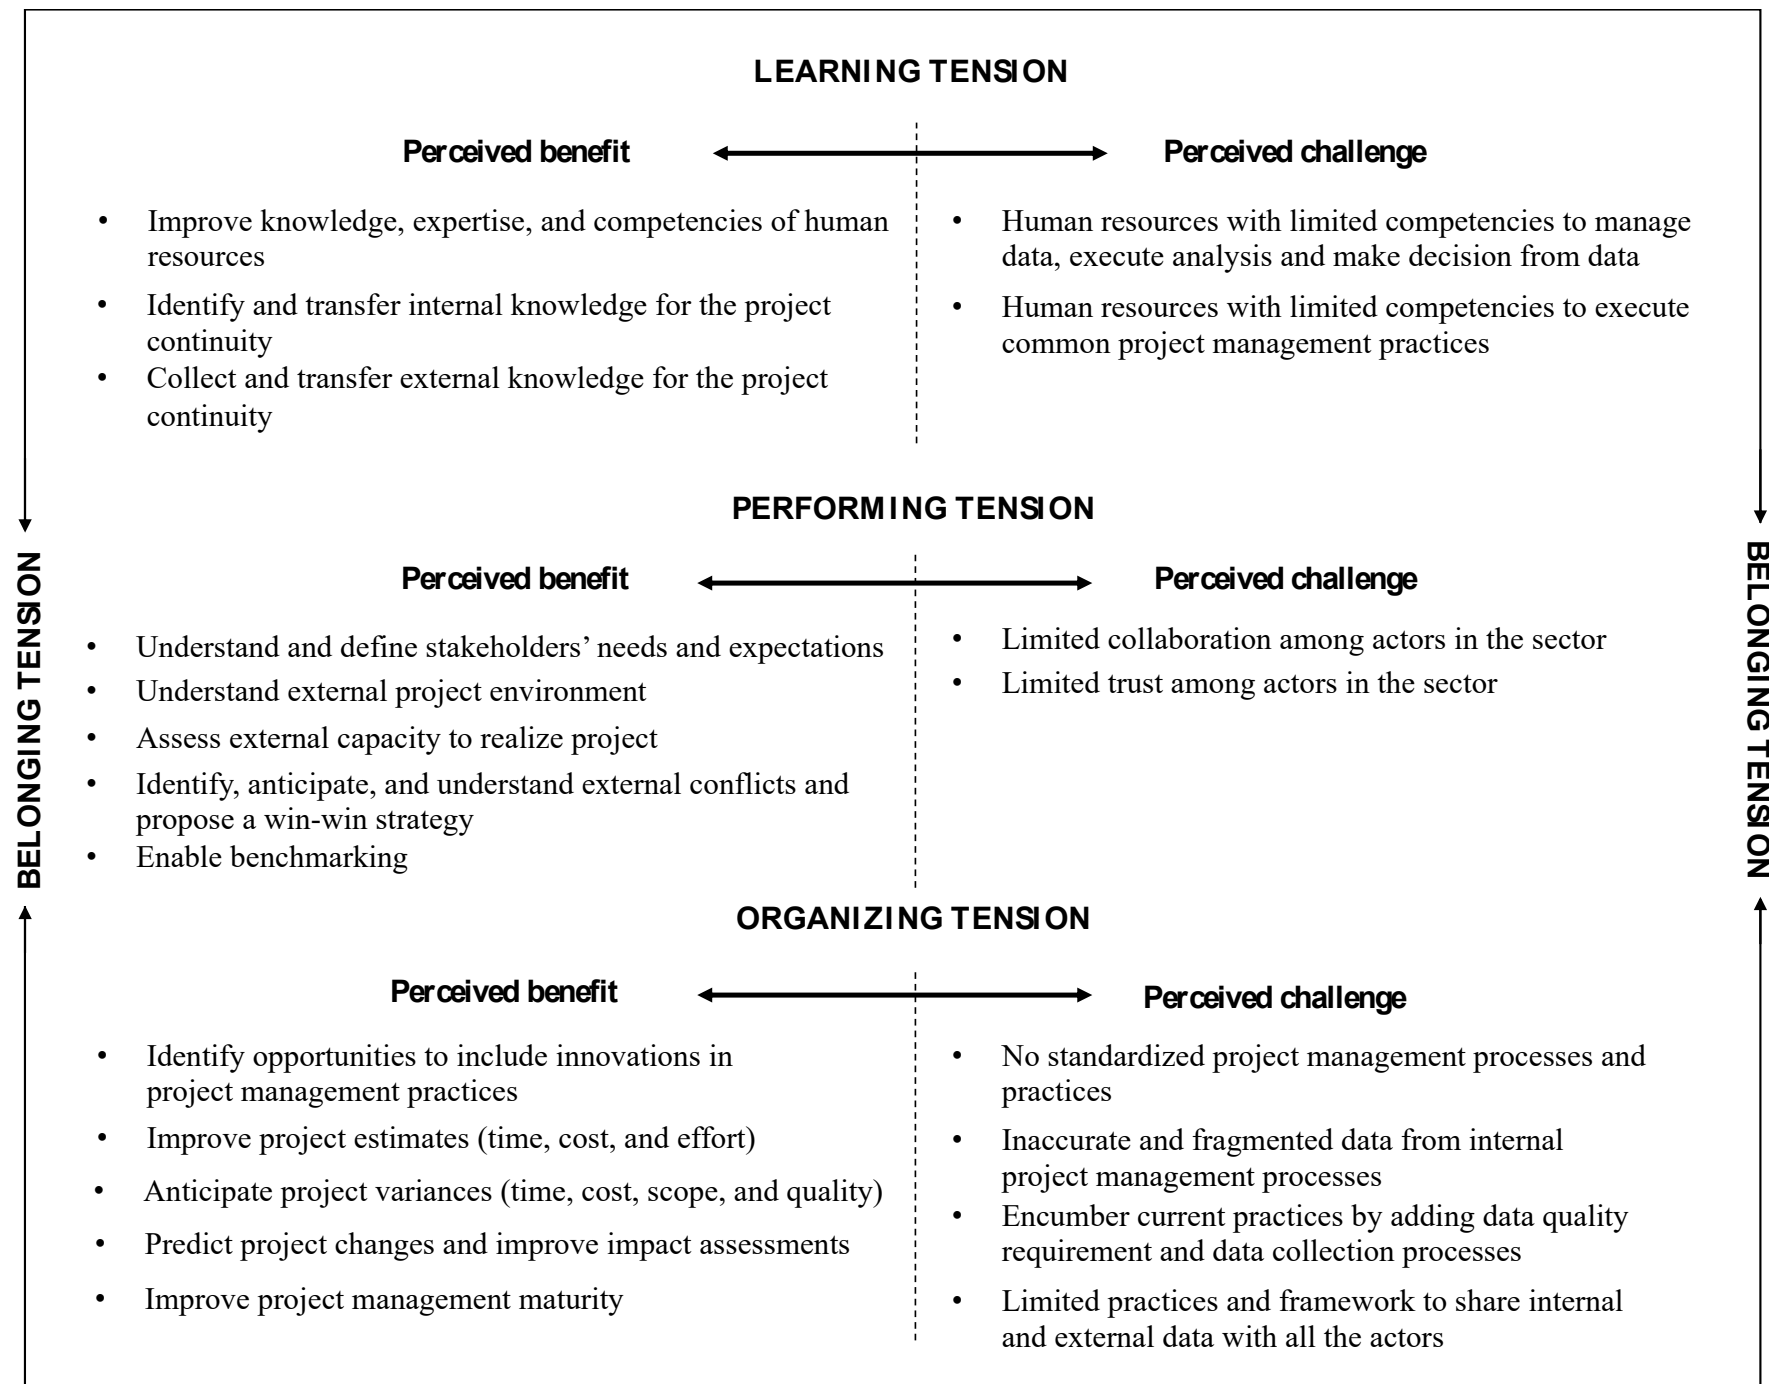 LEARNING TENSION
Perceived benefit
Perceived challenge
• Improve knowledge, expertise, and competencies of human
resources
• Identify and transfer internal knowledge for the project
continuity
• Collect and transfer external knowledge for the project
continuity
• Human resources with limited competencies to manage
data, execute analysis and make decision from data
• Human resources with limited competencies to execute
common project management practices
PERFORMING TENSION
Perceived benefit
Perceived challenge
• Understand and define stakeholders' needs and expectations
• Understand external project environment
• Assess external capacity to realize project
• Identify, anticipate, and understand external conflicts and
propose a win-win strategy
• Enable benchmarking
• Limited collaboration among actors in the sector
• Limited trust among actors in the sector
ORGANIZING TENSION
Perceived benefit
Perceived challenge
• Identify opportunities to include innovations in
project management practices
• Improve project estimates (time, cost, and effort)
• Anticipate project variances (time, cost, scope, and quality)
• Predict project changes and improve impact assessments
• Improve project management maturity
• No standardized project management processes and
practices
• Inaccurate and fragmented data from internal
project management processes
• Encumber current practices by adding data quality
requirement and data collection processes
• Limited practices and framework to share internal
and external data with all the actors
BELONGING TENSION
BELONGING TENSION